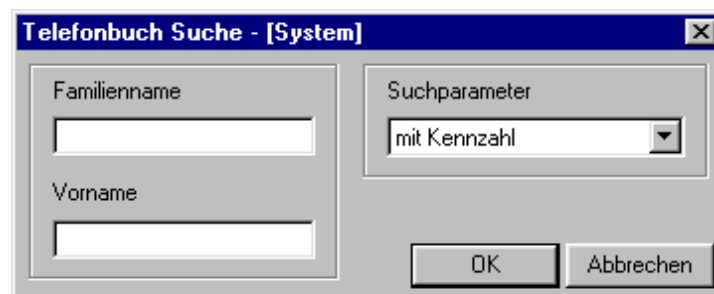 Telefonbuch Suche - [System]
Familienname
Suchparameter
mit Kennzahl
Vorname
OK
Abbrechen